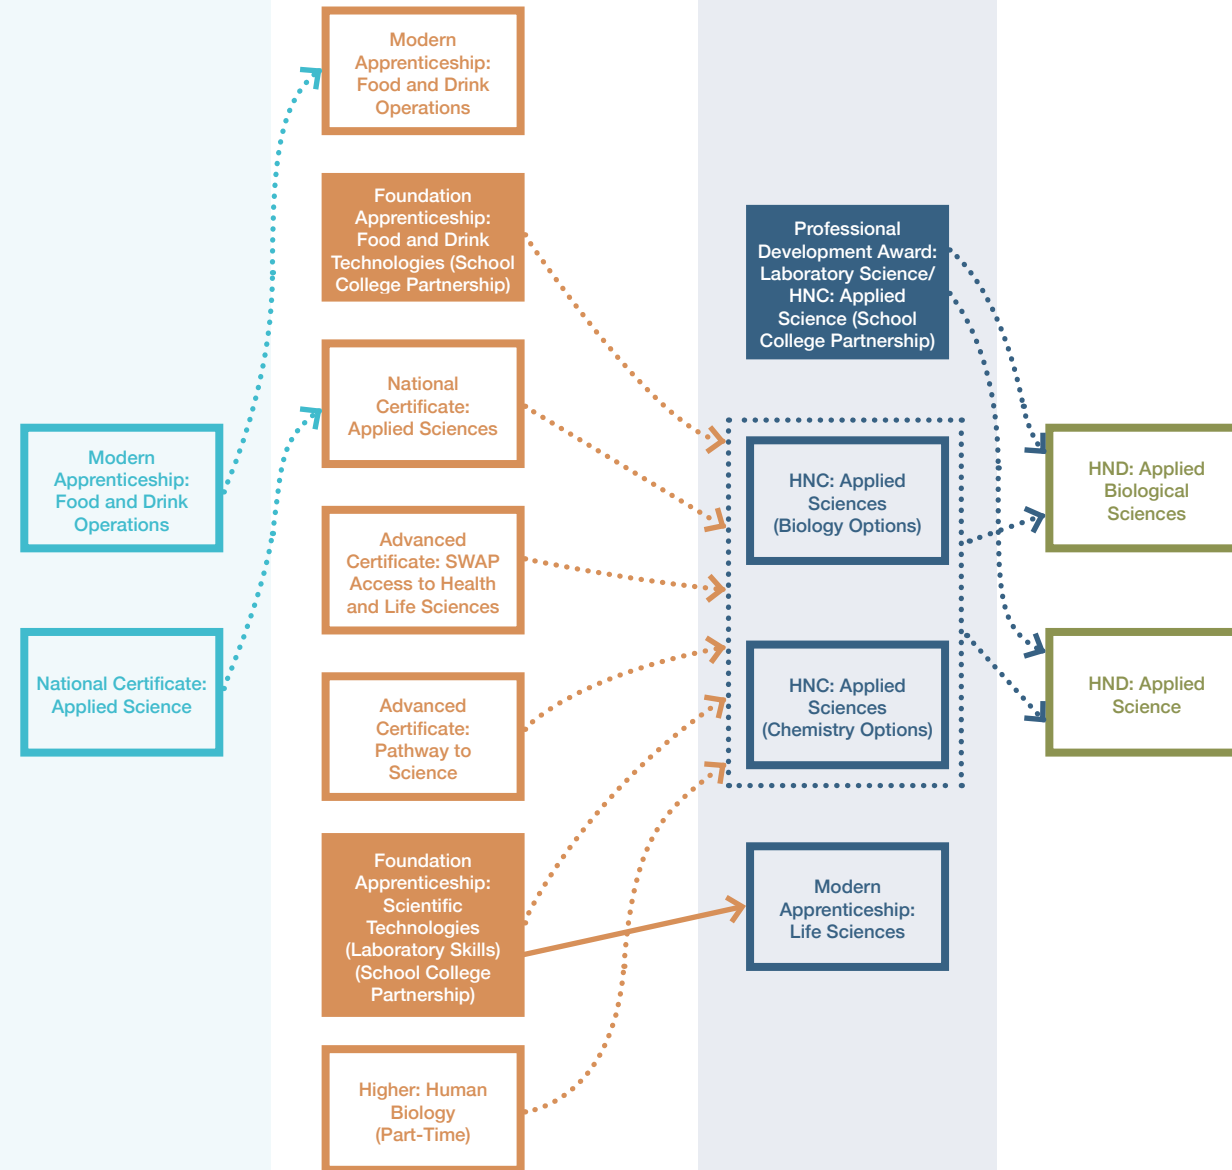 Modern
Apprenticeship:
Food and Drink
Operations
National Certificate:
Applied Science
Modern
Apprenticeship:
Food and Drink
Operations
Foundation
Apprenticeship:
Food and Drink
Technologies (School
College Partnership)
National
Certificate:
Applied Sciences
Advanced
Certificate: SWAP
Access to Health
and Life Sciences
Advanced
Certificate:
Pathway to
Science
Foundation
Apprenticeship:
Scientific
Technologies
(Laboratory Skills)
(School College
Partnership)
Higher: Human
Biology
(Part-Time)
Professional
Development Award:
Laboratory Science/
HNC: Applied
Science (School
College Partnership)
HNC: Applied
Sciences
(Biology Options)
HNC: Applied
Sciences
(Chemistry Options)
Modern
Apprenticeship:
Life Sciences
HND: Applied
Biological
Sciences
HND: Applied
Science